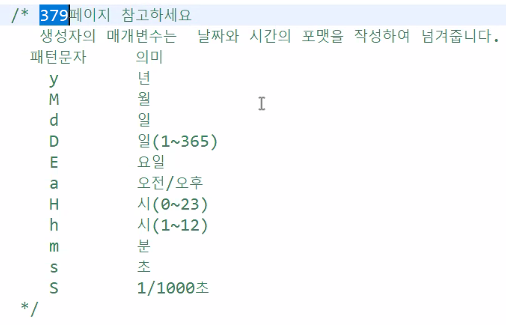 /* 379페이지 참고하세요
생성자의 매개변수는 날짜와 시간의 포맷을 작성하여 넘겨줍니다.
패턴문자 의미
y 년
M 월
d 일
D 일(1~365)
E 요일
a 오전/오후
H 시(0~23)
h 시(1~12)
m 분
s 초
S 1/1000초
*/